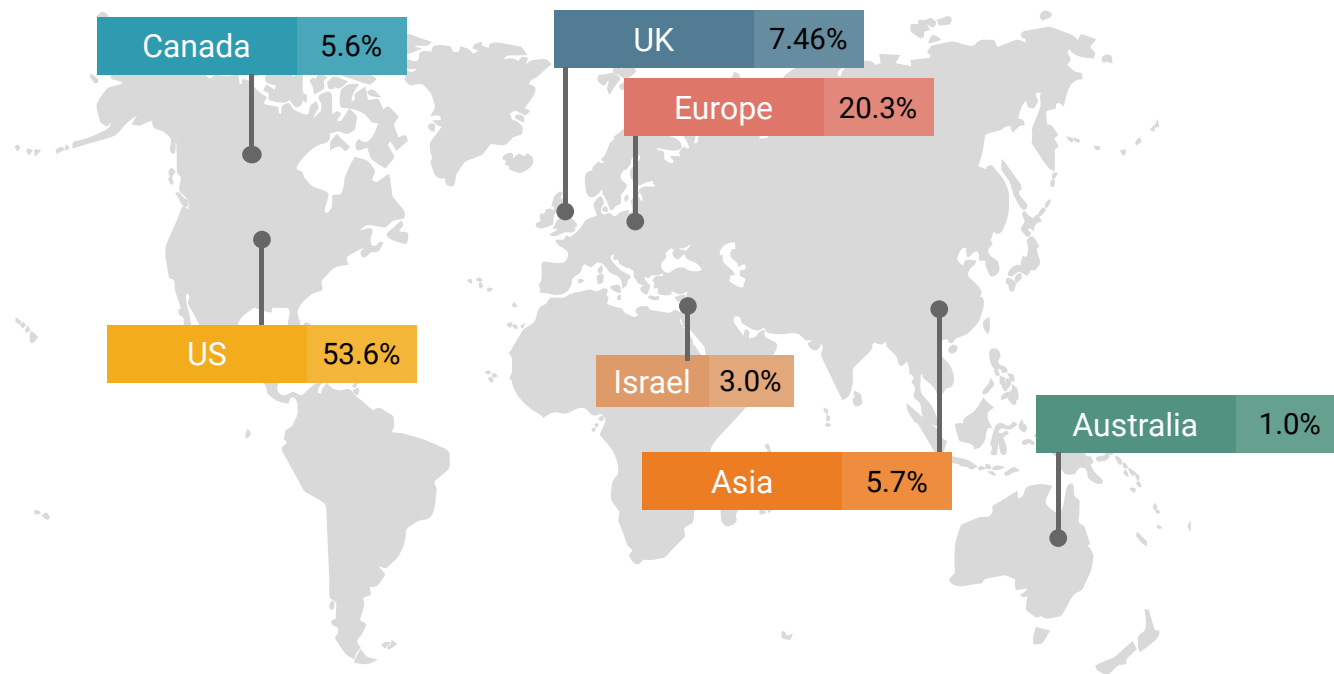 Canada 5.6%
UK 7.46%
Europe 20.3%
US 53.6%
Israel 3.0%
Australia 1.0%
Asia 5.7%